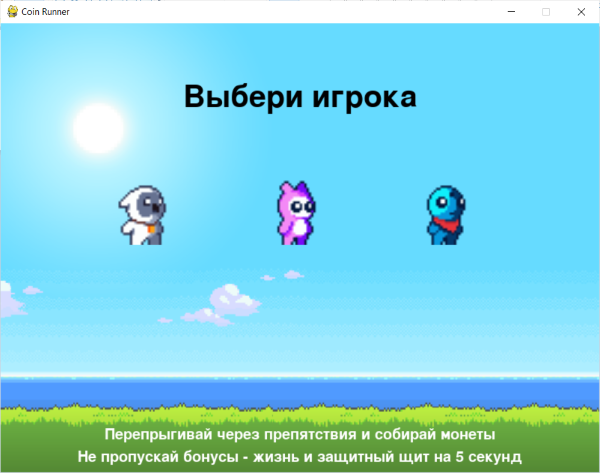 Coin Runner
Выбери игрока
Перепрыгивай через препятствия и собирай монеты
Не пропускай бонусы - жизнь и защитный щит на 5 секунд